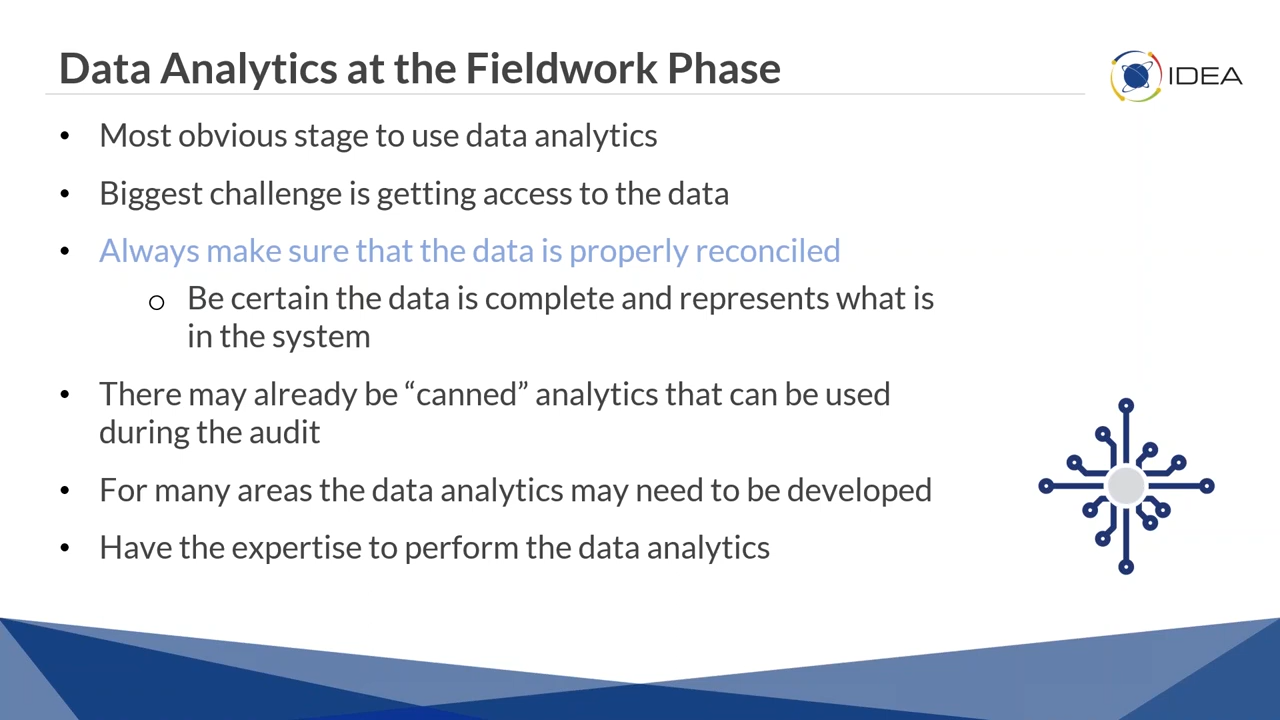 Data Analytics at the Fieldwork Phase
IDEA
• Most obvious stage to use data analytics
• Biggest challenge is getting access to the data
• Always make sure that the data is properly reconciled
o Be certain the data is complete and represents what is
in the system
• There may already be “canned” analytics that can be used
during the audit
• For many areas the data analytics may need to be developed
• Have the expertise to perform the data analytics